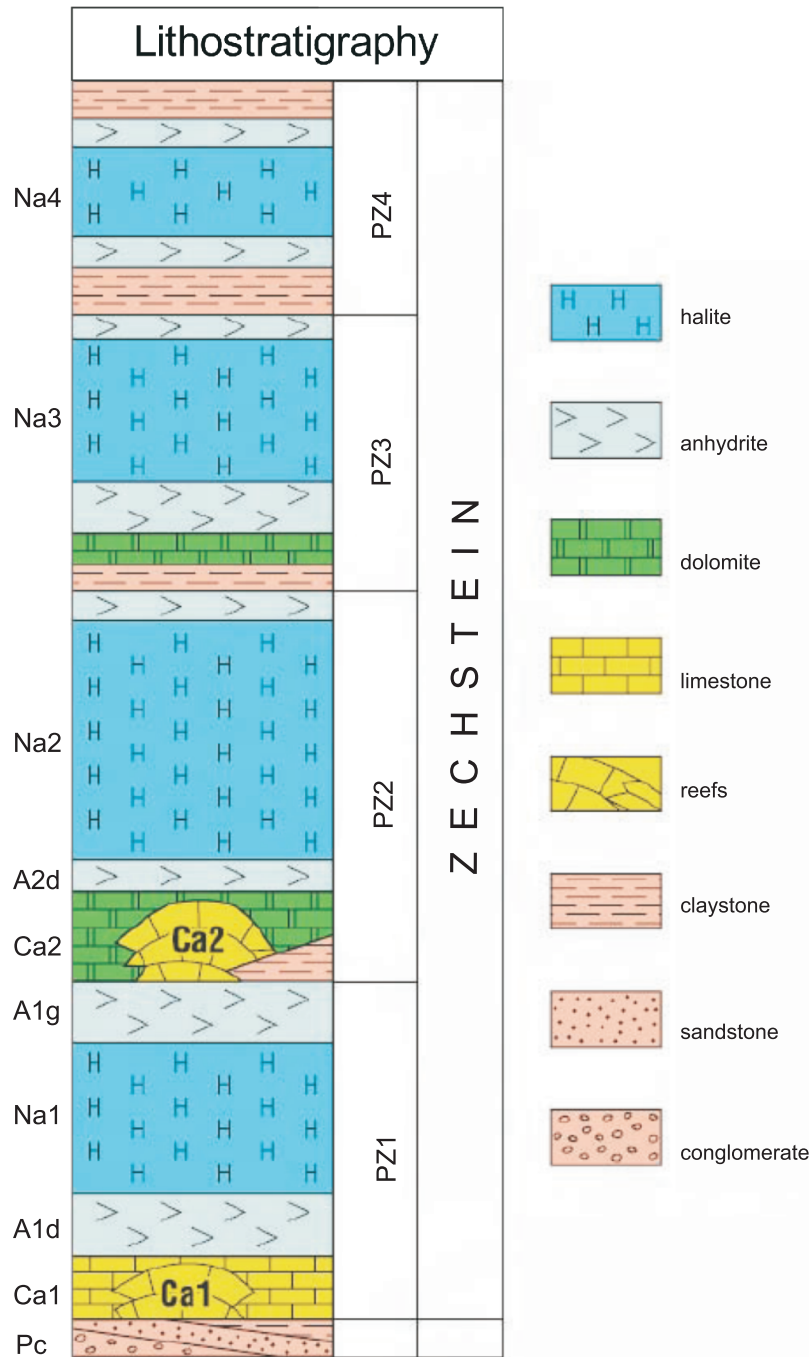 Lithostratigraphy
Na4
Na3
Na2
A2d
Ca2
A1g
Na1
A1d
Ca1
Pc
Ca2
Ca1
PZ4
PZ3
PZ2
PZ1
ZECHSTEIN
halite
anhydrite
dolomite
limestone
reefs
claystone
sandstone
conglomerate